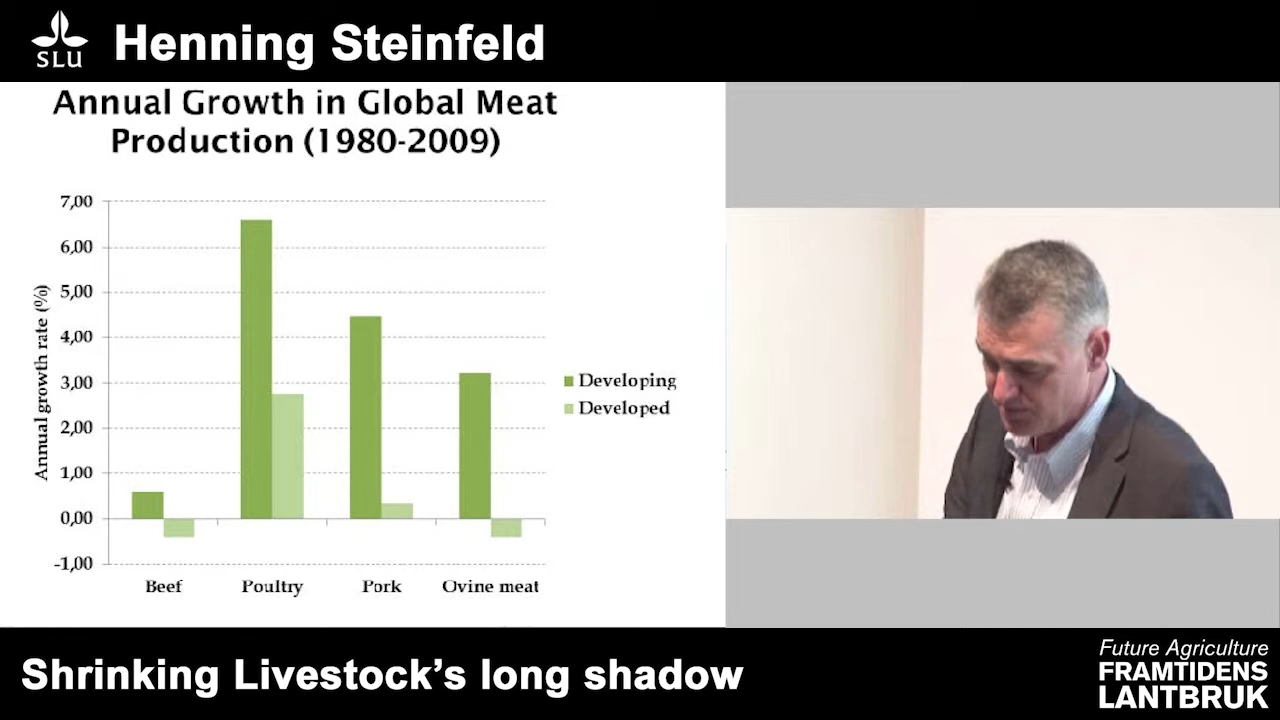 SLU
Henning Steinfeld
Annual Growth in Global Meat
Production (1980-2009)
Annual growth rate (%)
7,00
6,00
5,00
4,00
3,00
2,00
1,00
0,00
-1,00
Beef
Poultry
Pork
Ovine meat
Developing
Developed
Shrinking Livestock’s long shadow
Future Agriculture
FRAMTIDENS
LANTBRUK